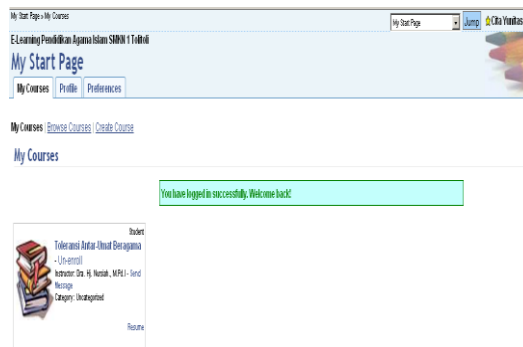 My Start Page » My Courses
My Start Page Jump Cita Yunitas
E-Learning Pendidikan Agama Islam SMKN 1 Tolitoli
My Start Page
My Courses Profile Preferences
My Courses | Browse Courses | Create Course
My Courses
You have logged in successfully. Welcome back!
Student
Toleransi Antar-Umat Beragama
- Un-enroll
Instructor: Dra. Hj. Nursiah, M.Pd.I - Send
Message
Category: Uncategorized
Resume